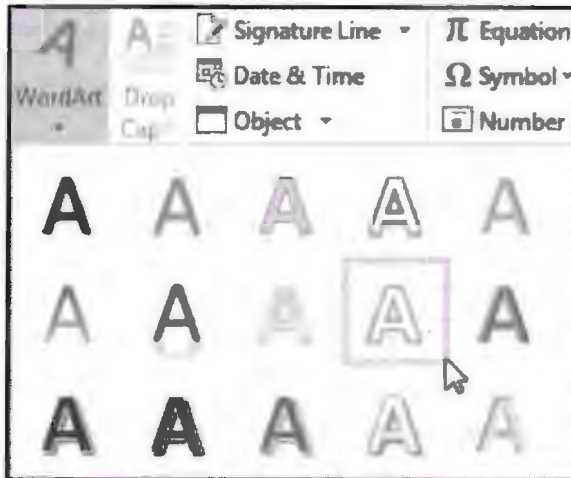 WordArt
Drop
Cap
Signature Line
Date & Time
Object
π Equation
Ω Symbol
Number
A A A A A
A A A A A
A A A A A